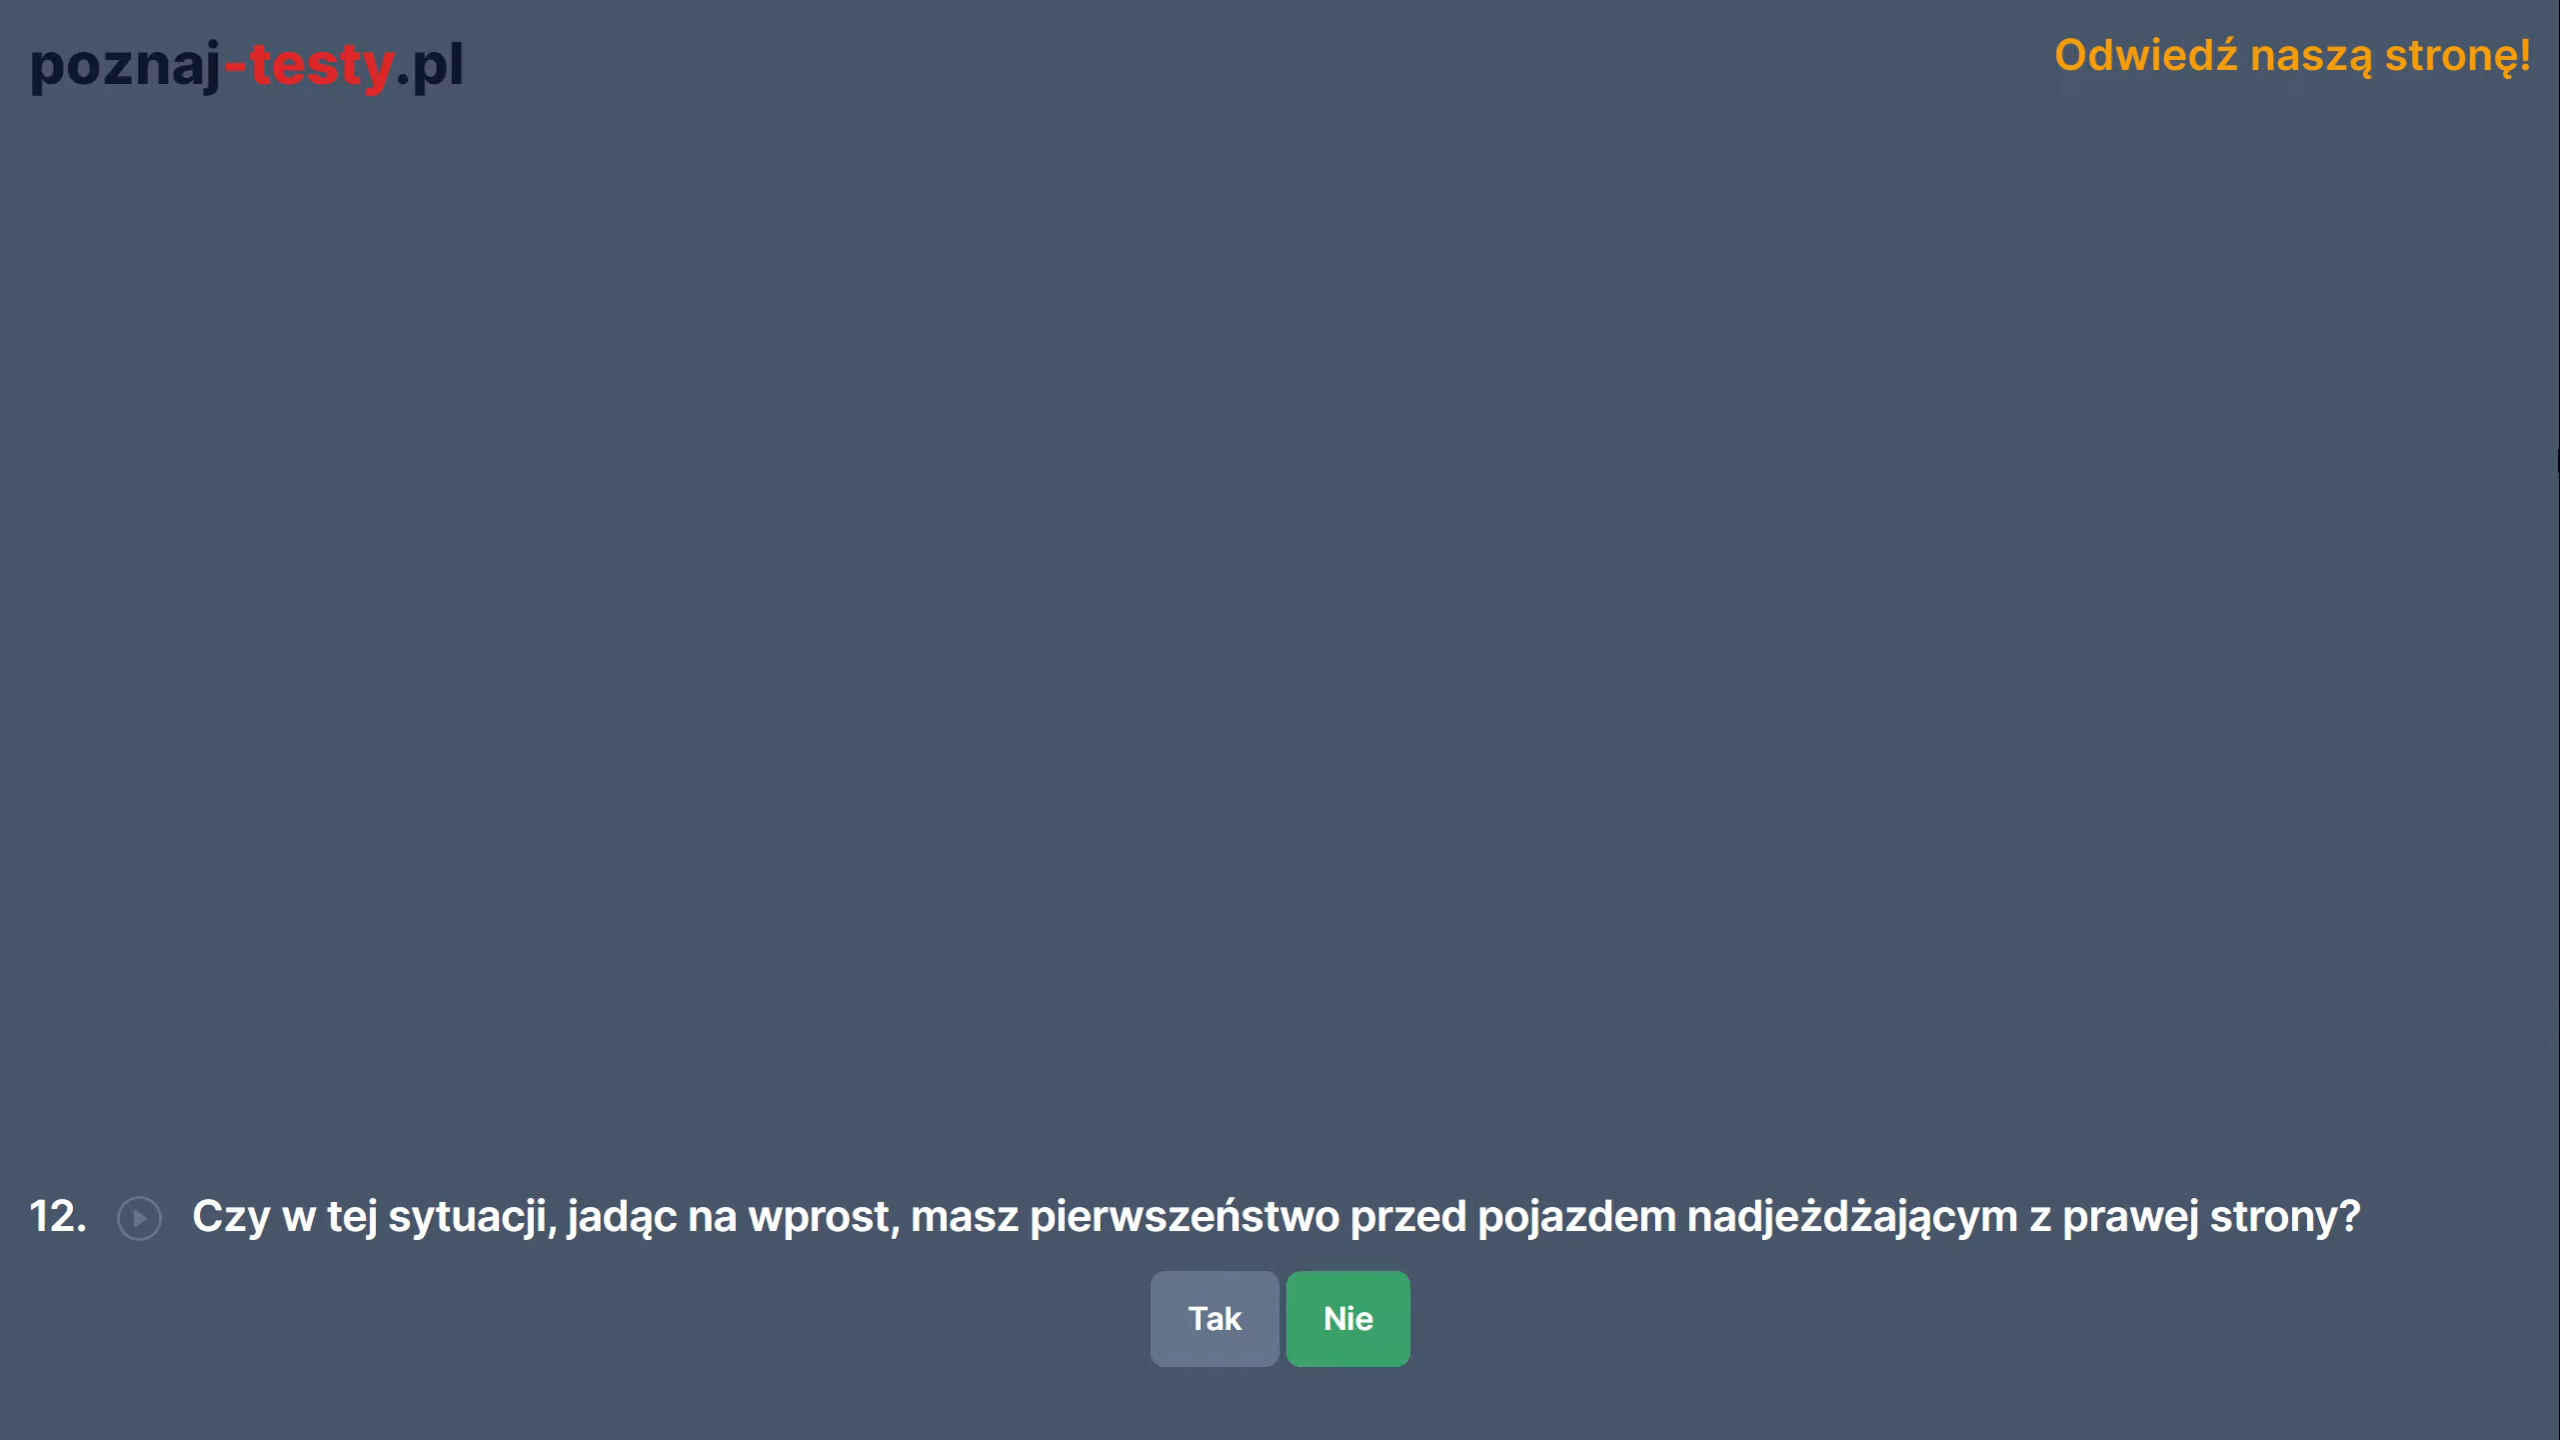 poznaj-testy.pl
Odwiedź naszą stronę!
12. Czy w tej sytuacji, jadąc na wprost, masz pierwszeństwo przed pojazdem nadjeżdżającym z prawej strony?
Tak Nie